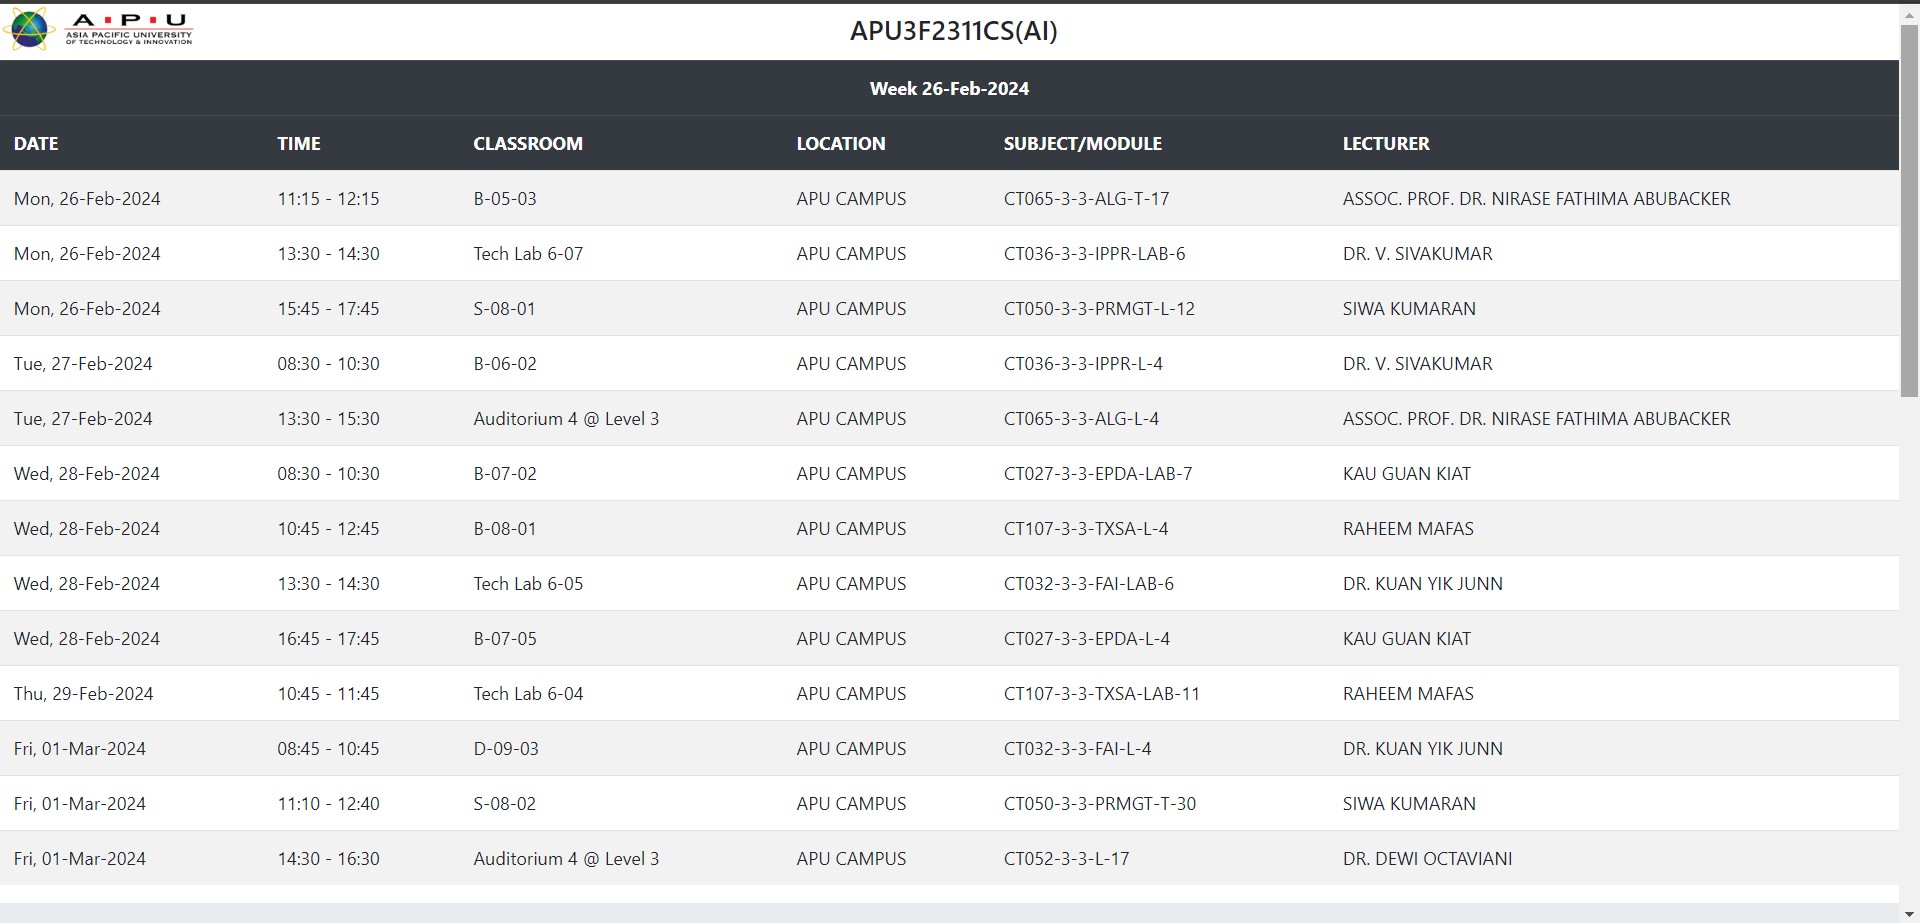 A·P·U
ASIA PACIFIC UNIVERSITY
OF TECHNOLOGY & INNOVATION
APU3F2311CS(AI)
Week 26-Feb-2024
DATE TIME CLASSROOM LOCATION SUBJECT/MODULE LECTURER
Mon, 26-Feb-2024 11:15 - 12:15 B-05-03 APU CAMPUS CT065-3-3-ALG-T-17 ASSOC. PROF. DR. NIRASE FATHIMA ABUBACKER
Mon, 26-Feb-2024 13:30 - 14:30 Tech Lab 6-07 APU CAMPUS CT036-3-3-IPPR-LAB-6 DR. V. SIVAKUMAR
Mon, 26-Feb-2024 15:45 - 17:45 S-08-01 APU CAMPUS CT050-3-3-PRMGT-L-12 SIWA KUMARAN
Tue, 27-Feb-2024 08:30 - 10:30 B-06-02 APU CAMPUS CT036-3-3-IPPR-L-4 DR. V. SIVAKUMAR
Tue, 27-Feb-2024 13:30 - 15:30 Auditorium 4 @ Level 3 APU CAMPUS CT065-3-3-ALG-L-4 ASSOC. PROF. DR. NIRASE FATHIMA ABUBACKER
Wed, 28-Feb-2024 08:30 - 10:30 B-07-02 APU CAMPUS CT027-3-3-EPDA-LAB-7 KAU GUAN KIAT
Wed, 28-Feb-2024 10:45 - 12:45 B-08-01 APU CAMPUS CT107-3-3-TXSA-L-4 RAHEEM MAFAS
Wed, 28-Feb-2024 13:30 - 14:30 Tech Lab 6-05 APU CAMPUS CT032-3-3-FAI-LAB-6 DR. KUAN YIK JUNN
Wed, 28-Feb-2024 16:45 - 17:45 B-07-05 APU CAMPUS CT027-3-3-EPDA-L-4 KAU GUAN KIAT
Thu, 29-Feb-2024 10:45 - 11:45 Tech Lab 6-04 APU CAMPUS CT107-3-3-TXSA-LAB-11 RAHEEM MAFAS
Fri, 01-Mar-2024 08:45 - 10:45 D-09-03 APU CAMPUS CT032-3-3-FAI-L-4 DR. KUAN YIK JUNN
Fri, 01-Mar-2024 11:10 - 12:40 S-08-02 APU CAMPUS CT050-3-3-PRMGT-T-30 SIWA KUMARAN
Fri, 01-Mar-2024 14:30 - 16:30 Auditorium 4 @ Level 3 APU CAMPUS CT052-3-3-L-17 DR. DEWI OCTAVIANI